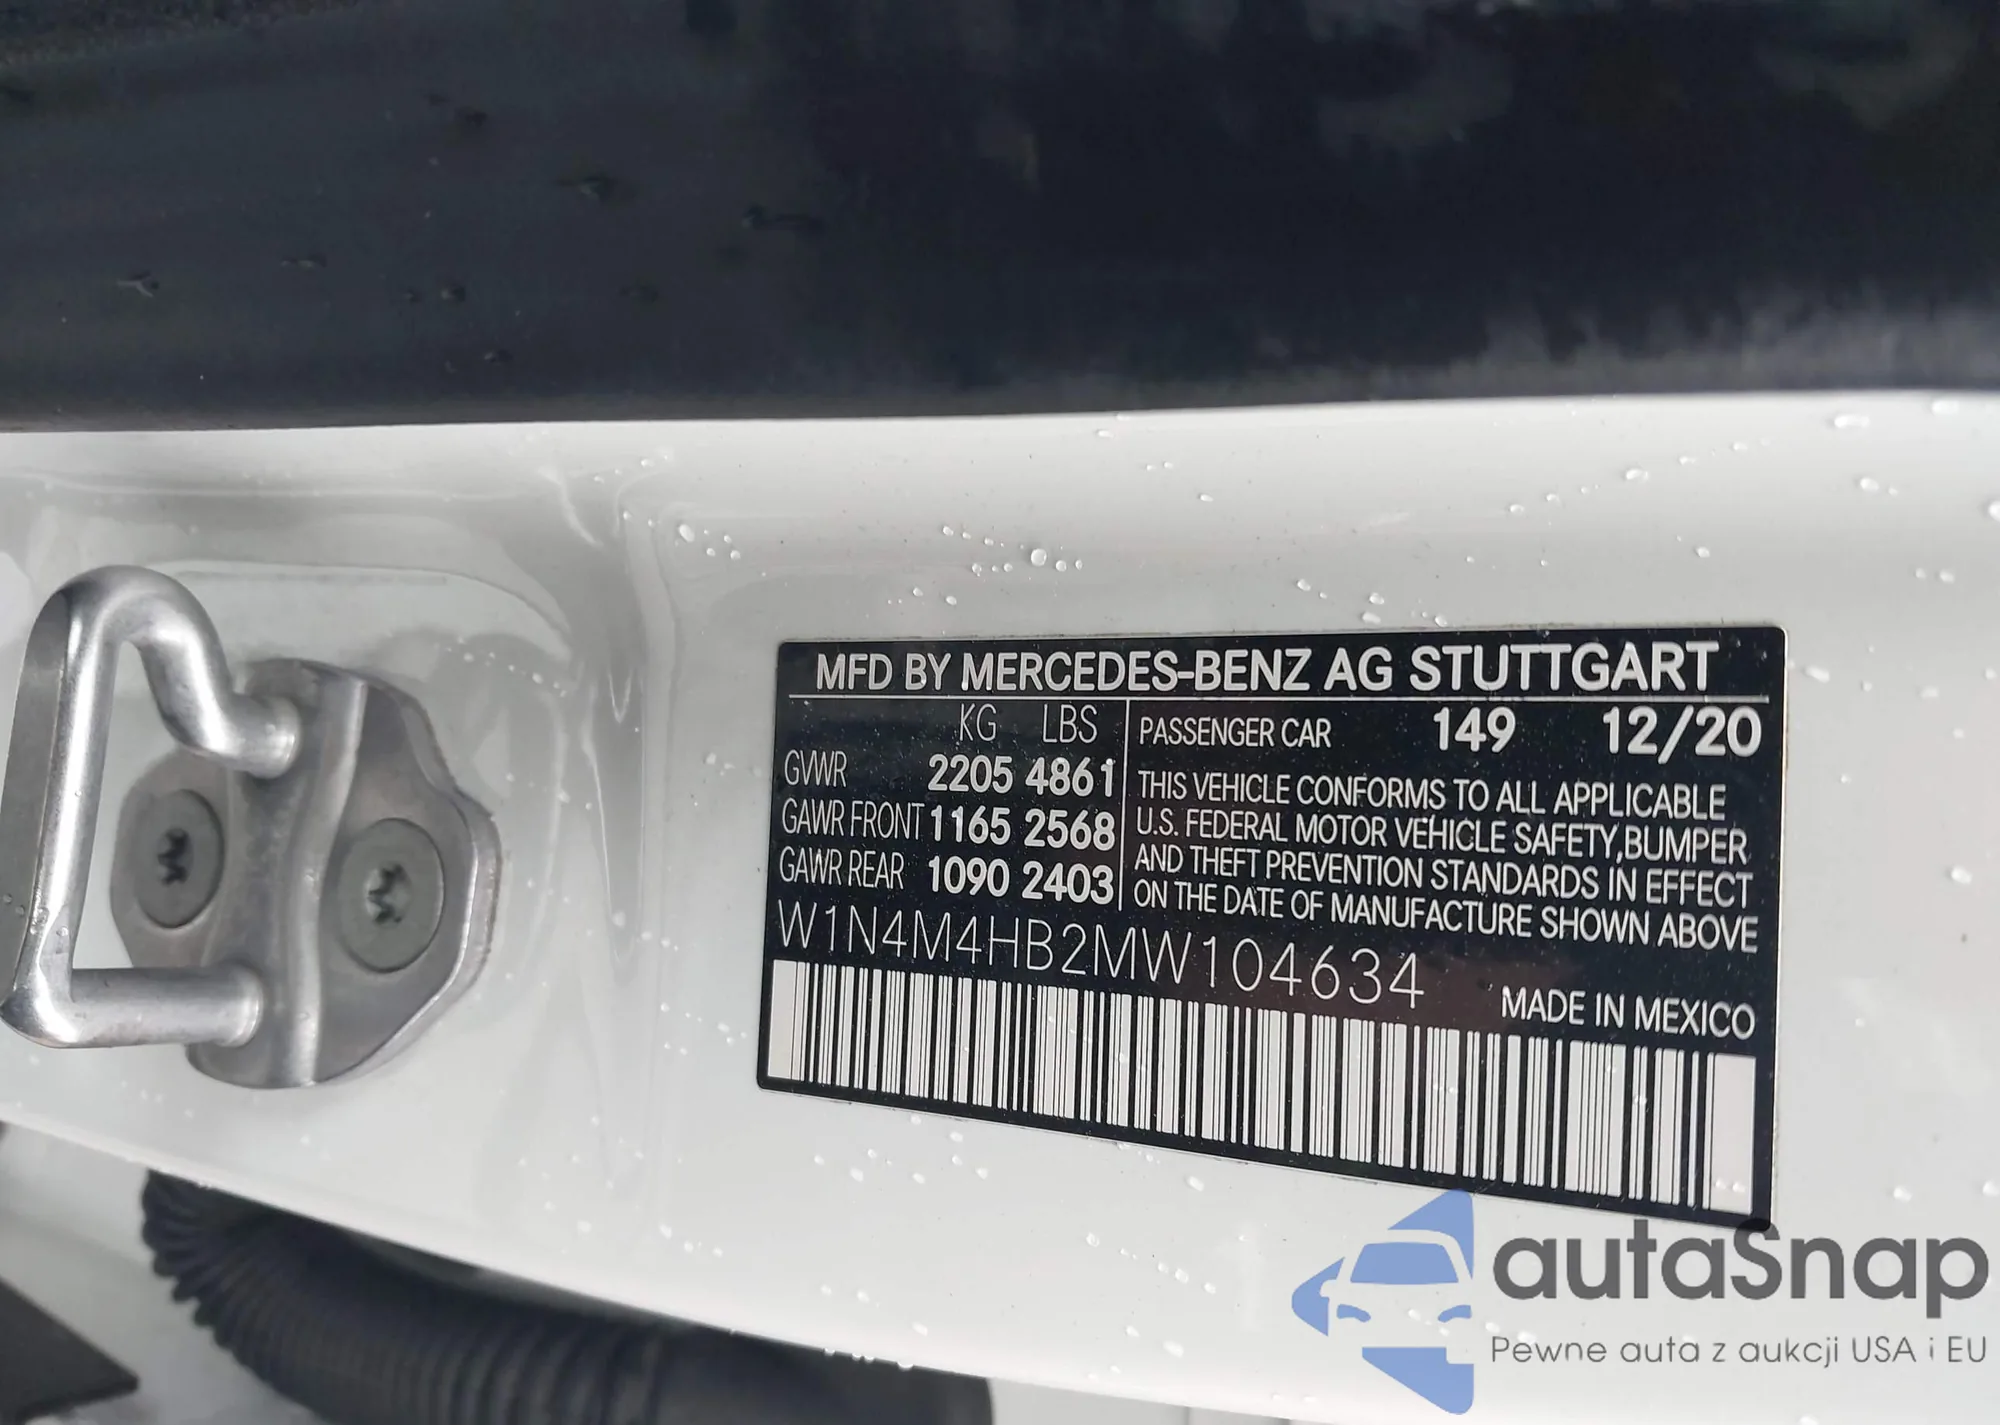 MFD BY MERCEDES-BENZ AG STUTTGART
KG LBS
GVWR 2205 4861
GAWR FRONT 1165 2568
GAWR REAR 1090 2403
PASSENGER CAR 149 12/20
THIS VEHICLE CONFORMS TO ALL APPLICABLE
U.S. FEDERAL MOTOR VEHICLE SAFETY,BUMPER
AND THEFT PREVENTION STANDARDS IN EFFECT
ON THE DATE OF MANUFACTURE SHOWN ABOVE
W1N4M4HB2MW104634
MADE IN MEXICO
autaSnap
Pewne auta z aukcji USA i EU